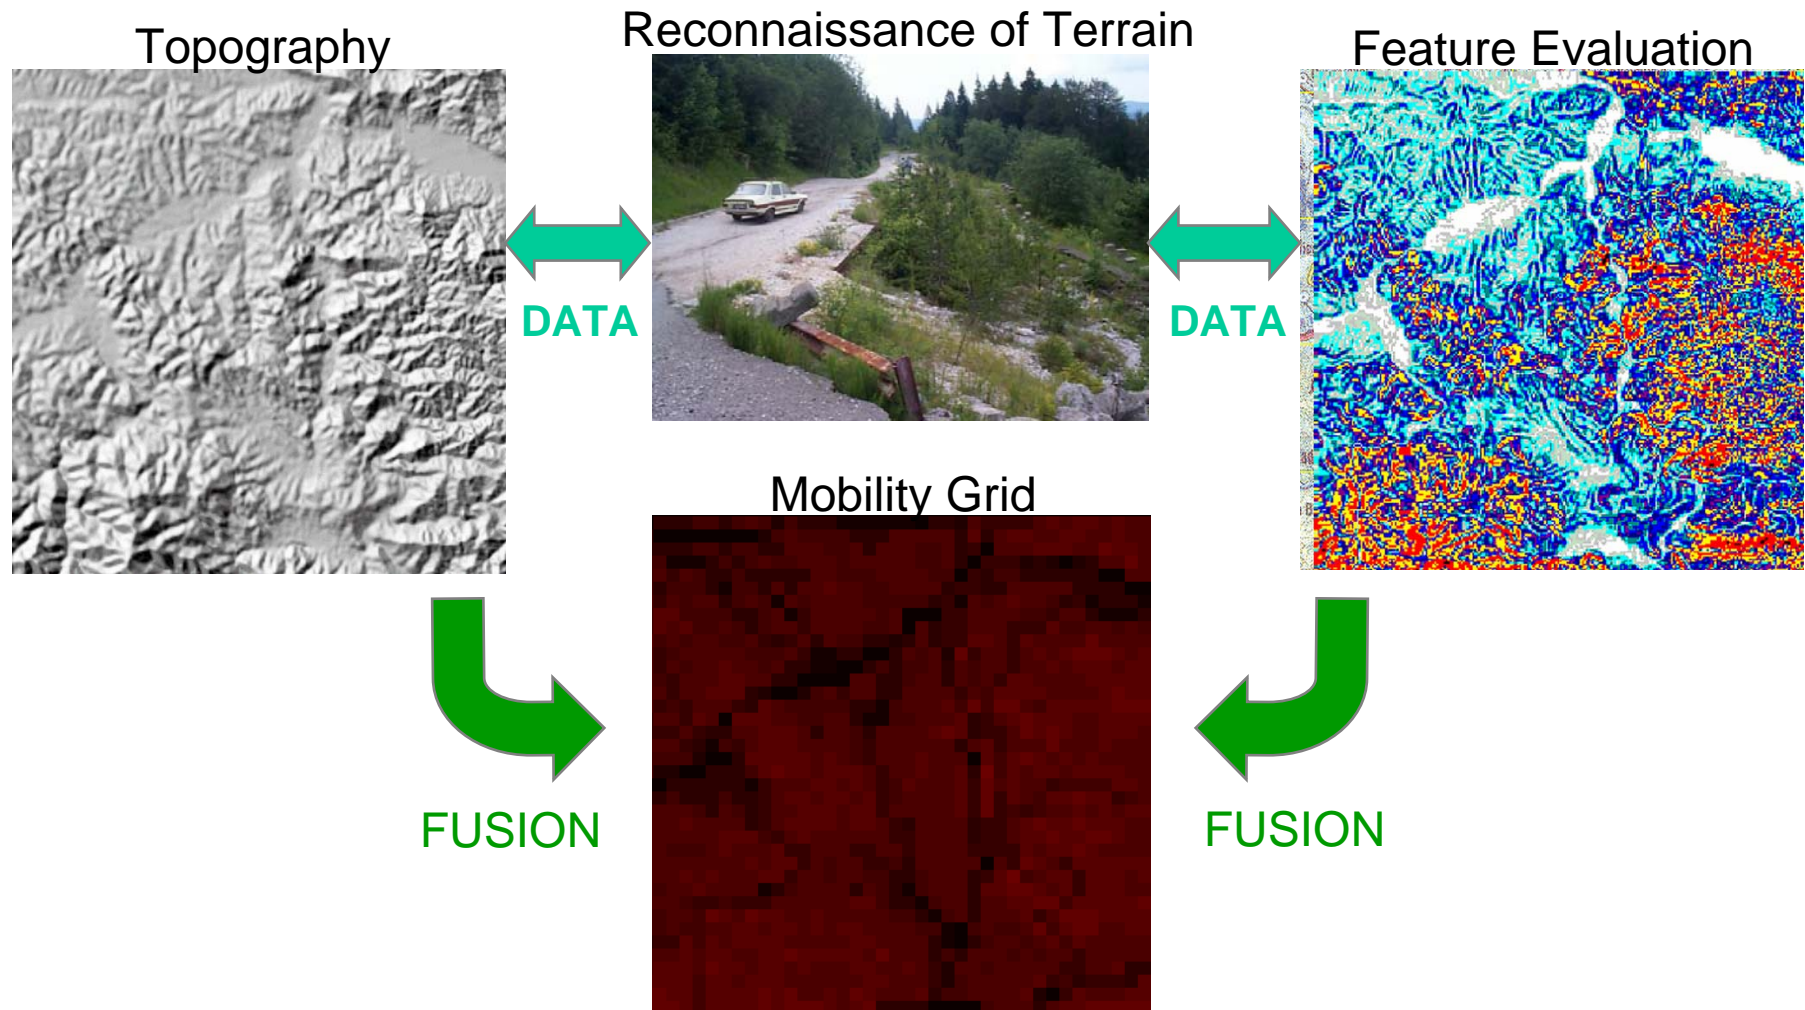 Topography
Reconnaissance of Terrain
Feature Evaluation
DATA
DATA
Mobility Grid
FUSION
FUSION